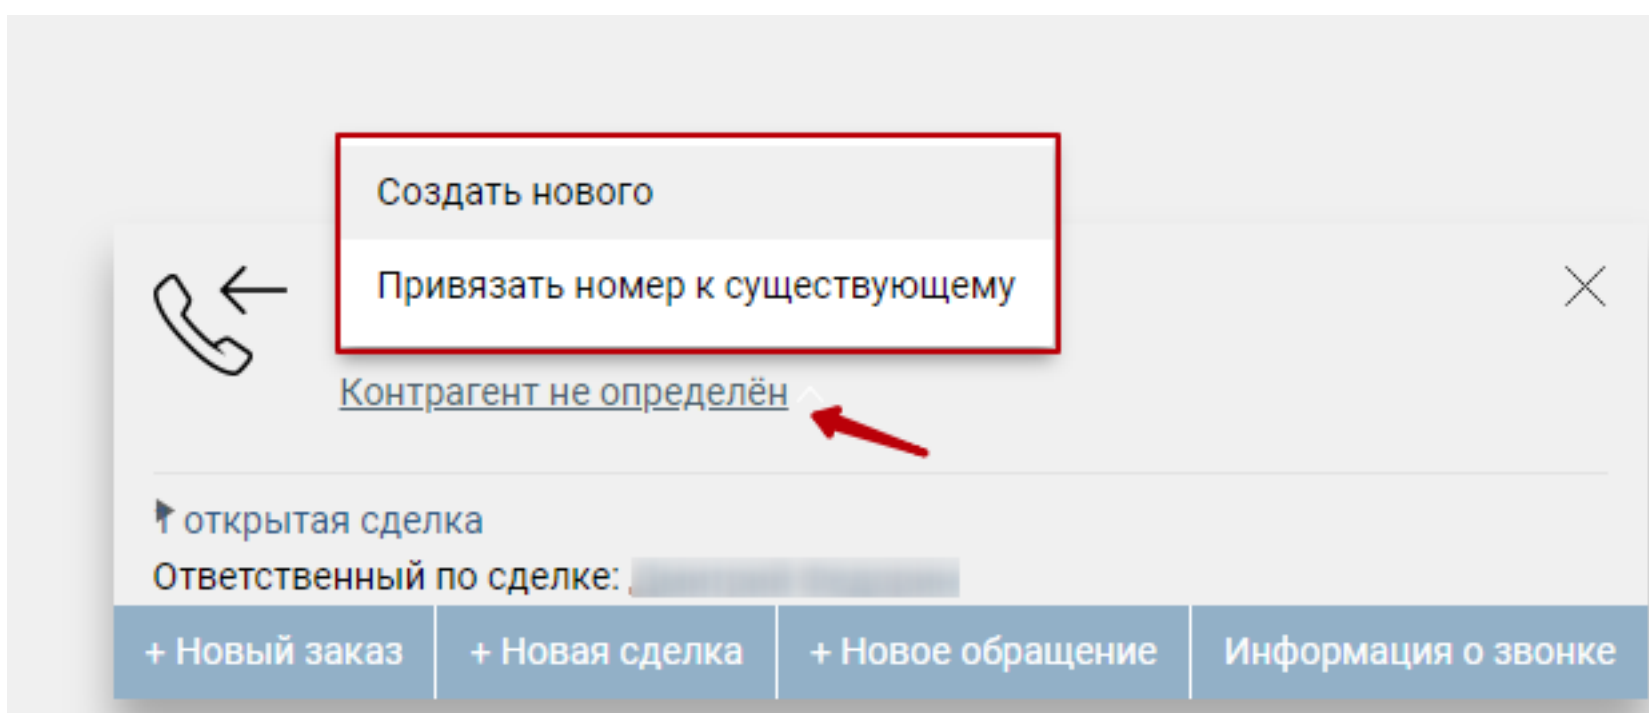 Создать нового
Привязать номер к существующему
Контрагент не определён
1 открытая сделка
Ответственный по сделке:
+ Новый заказ
+ Новая сделка
+ Новое обращение
Информация о звонке